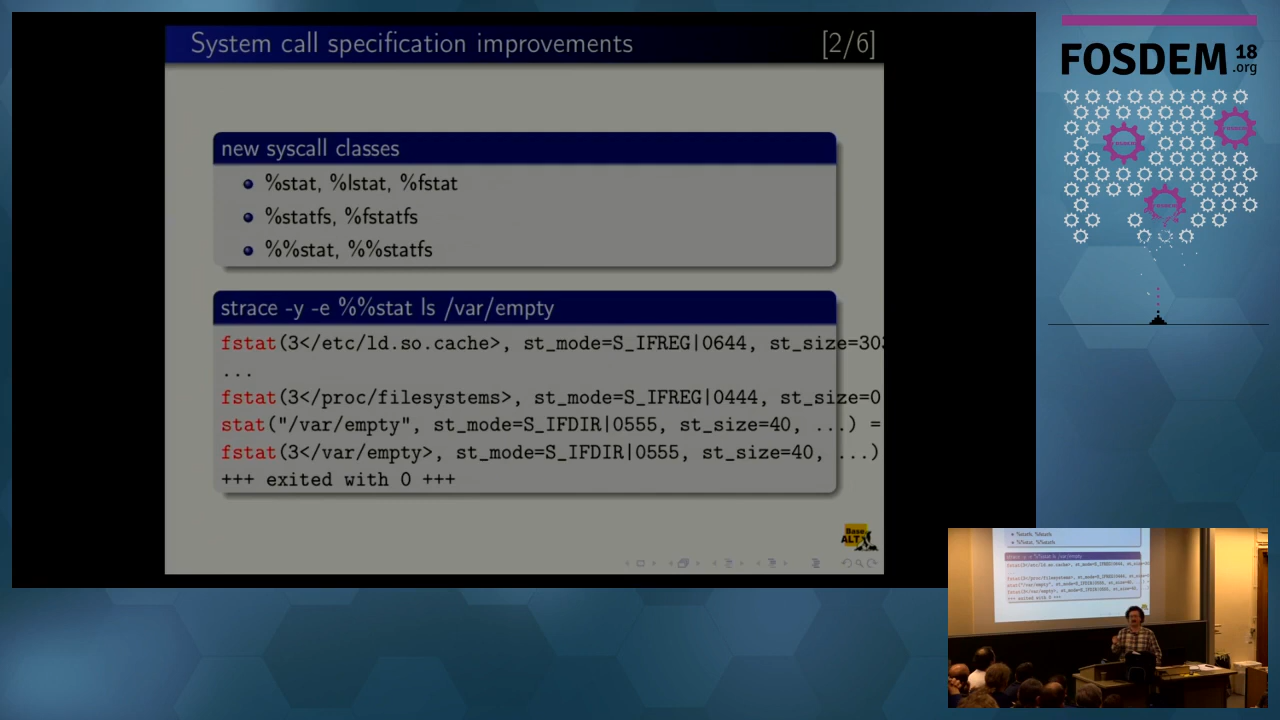 System call specification improvements [2/6]
new syscall classes
%stat, %lstat, %fstat
%statfs, %fstatfs
%%stat, %%statfs
strace -y -e %%stat ls /var/empty
fstat(3</etc/ld.so.cache>, st_mode=S_IFREG|0644, st_size=303
...
fstat(3</proc/filesystems>, st_mode=S_IFREG|0444, st_size=0
stat("/var/empty", st_mode=S_IFDIR|0555, st_size=40, ...) =
fstat(3</var/empty>, st_mode=S_IFDIR|0555, st_size=40, ...)
+++ exited with 0 +++
Base
ALT
FOSDEM 18
.org